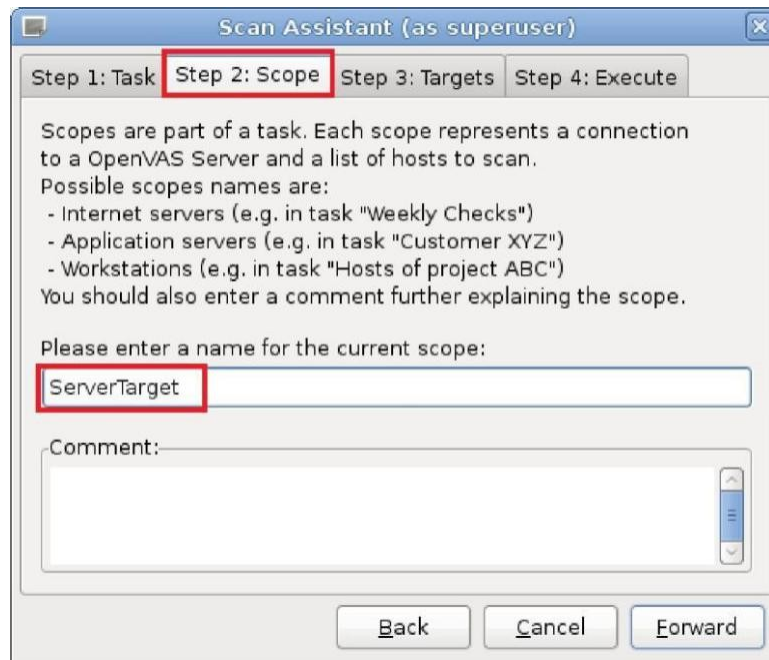 Scan Assistant (as superuser)
Step 1: Task Step 2: Scope Step 3: Targets Step 4: Execute
Scopes are part of a task. Each scope represents a connection
to a OpenVAS Server and a list of hosts to scan.
Possible scopes names are:
- Internet servers (e.g. in task "Weekly Checks")
- Application servers (e.g. in task "Customer XYZ")
- Workstations (e.g. in task "Hosts of project ABC")
You should also enter a comment further explaining the scope.
Please enter a name for the current scope:
ServerTarget
Comment:
Back Cancel Forward